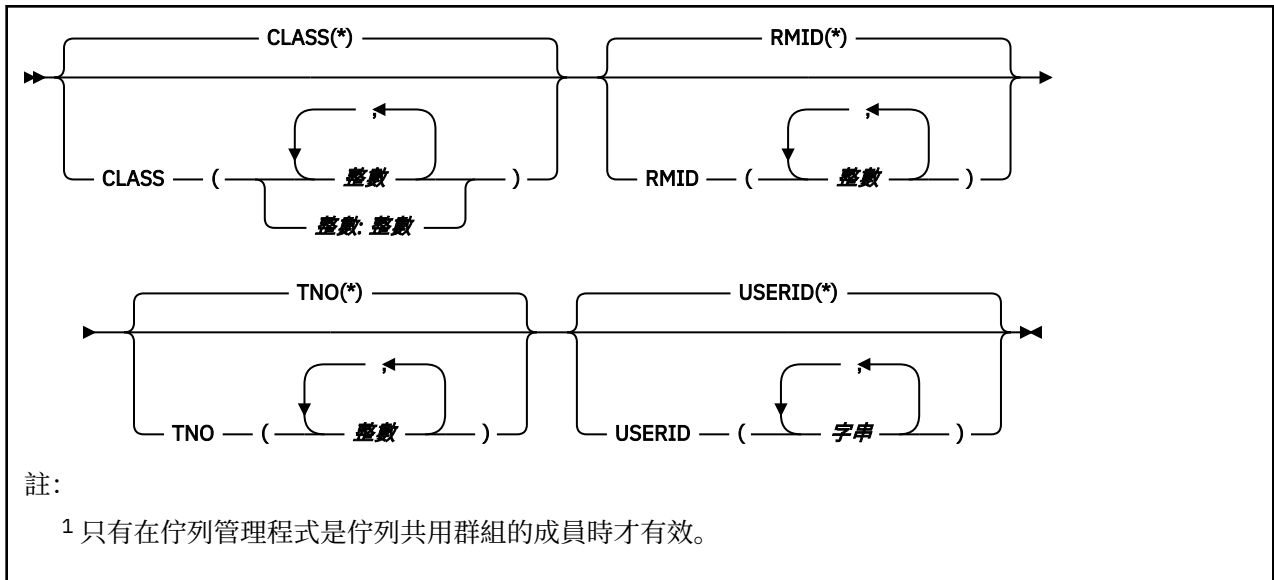 CLASS(*) RMID(*)
, ,
CLASS ( 整數 ) RMID ( 整數 )
整數: 整數
TNO(*) USERID(*)
, ,
TNO ( 整數 ) USERID ( 字串 )
註:
1 只有在佇列管理程式是佇列共用群組的成員時才有效。